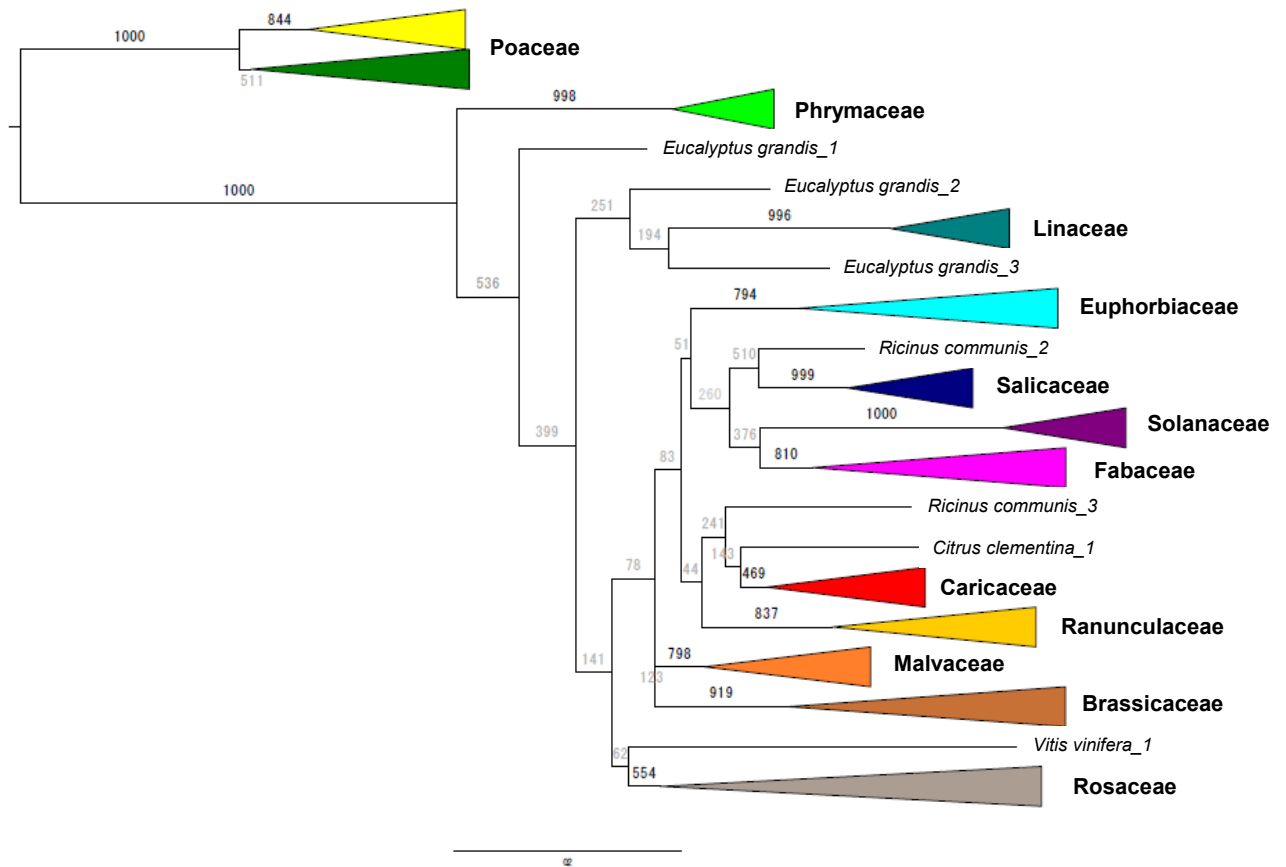 844
1000
Poaceae
511
998
Phrymaceae
Eucalyptus grandis_1
Eucalyptus grandis_2
1000
251
996
194
Linaceae
Eucalyptus grandis_3
536
794
Euphorbiaceae
51
510
Ricinus communis_2
999
Salicaceae
260
1000
Solanaceae
399
376
810
83
Fabaceae
Ricinus communis_3
241
Citrus clementina_1
143
78
44
469
Caricaceae
837
Ranunculaceae
141
798
Malvaceae
123
919
Brassicaceae
Vitis vinifera_1
62
554
Rosaceae